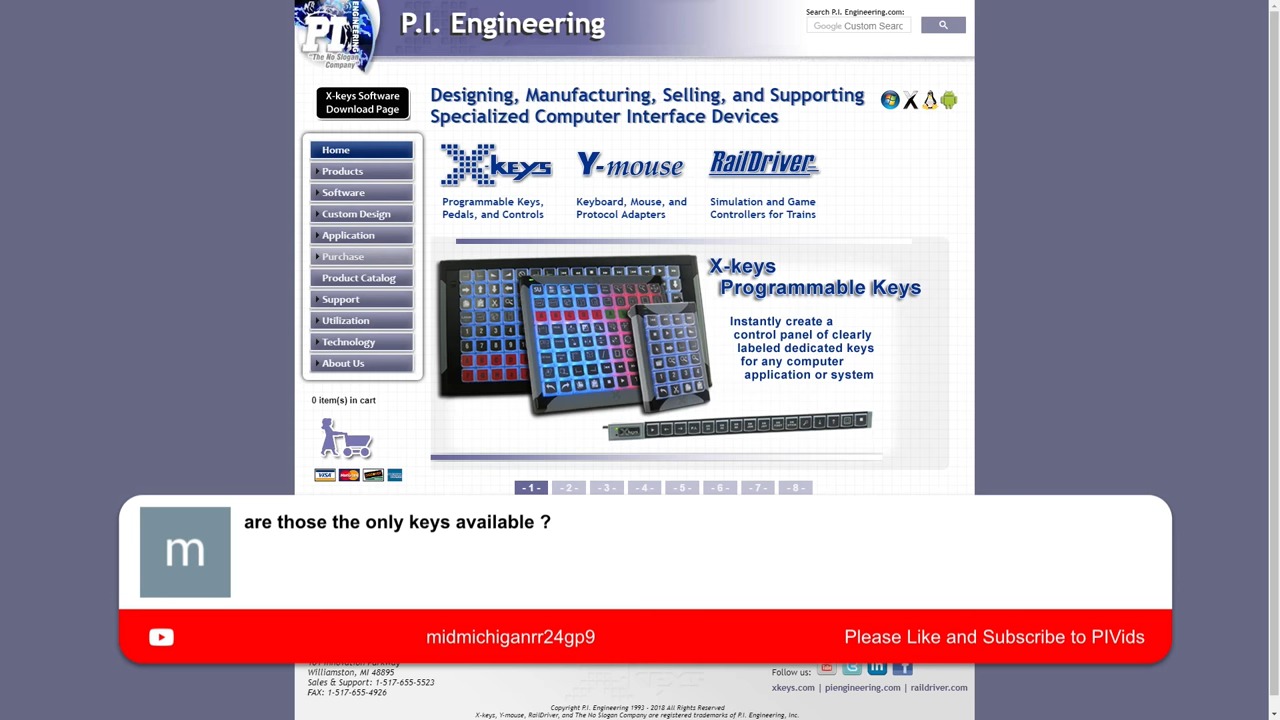 PI
ENGINEERING
"The No Slogan
Company"
P.I. Engineering
Search P.I. Engineering.com:
Google Custom Searc
X-keys Software
Download Page
Designing, Manufacturing, Selling, and Supporting
Specialized Computer Interface Devices
Home
Products
Software
Custom Design
Application
Purchase
Product Catalog
Support
Utilization
Technology
About Us
0 item(s) in cart
VISA
X-keys
Y-mouse
RailDriver
Programmable Keys,
Pedals, and Controls
Keyboard, Mouse, and
Protocol Adapters
Simulation and Game
Controllers for Trains
X-keys
Programmable Keys
Instantly create a
control panel of clearly
labeled dedicated keys
for any computer
application or system
- 1 - - 2 - - 3 - - 4 - - 5 - - 6 - - 7 - - 8 -
m
are those the only keys available ?
midmichiganrr24gp9
Please Like and Subscribe to PIVids
Williamston, MI 48895
Sales & Support: 1-517-655-5523
FAX: 1-517-655-4926
Follow us:
xkeys.com | piengineering.com | raildriver.com
Copyright P.I. Engineering 1993 - 2018 All Rights Reserved
X-keys, Y-mouse, RailDriver, and The No Slogan Company are registered trademarks of P.I. Engineering, Inc.